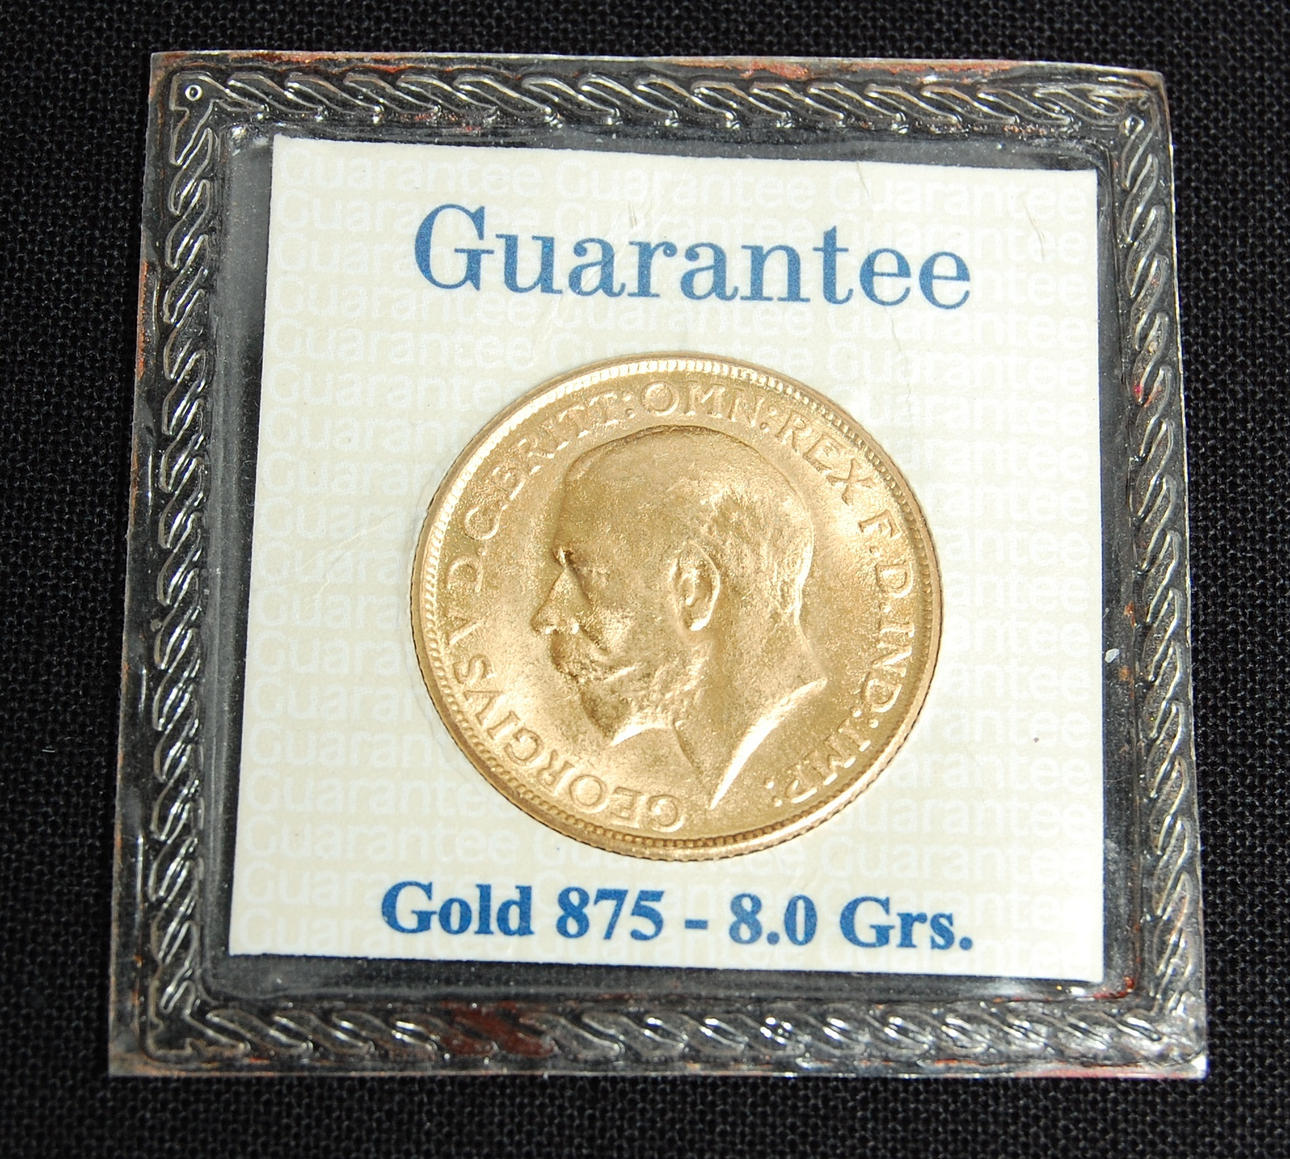 Guarantee
GEORGIVS V D.G.BRITT:OMN:REX F.D.IND:IMP:
Gold 875 - 8.0 Grs.